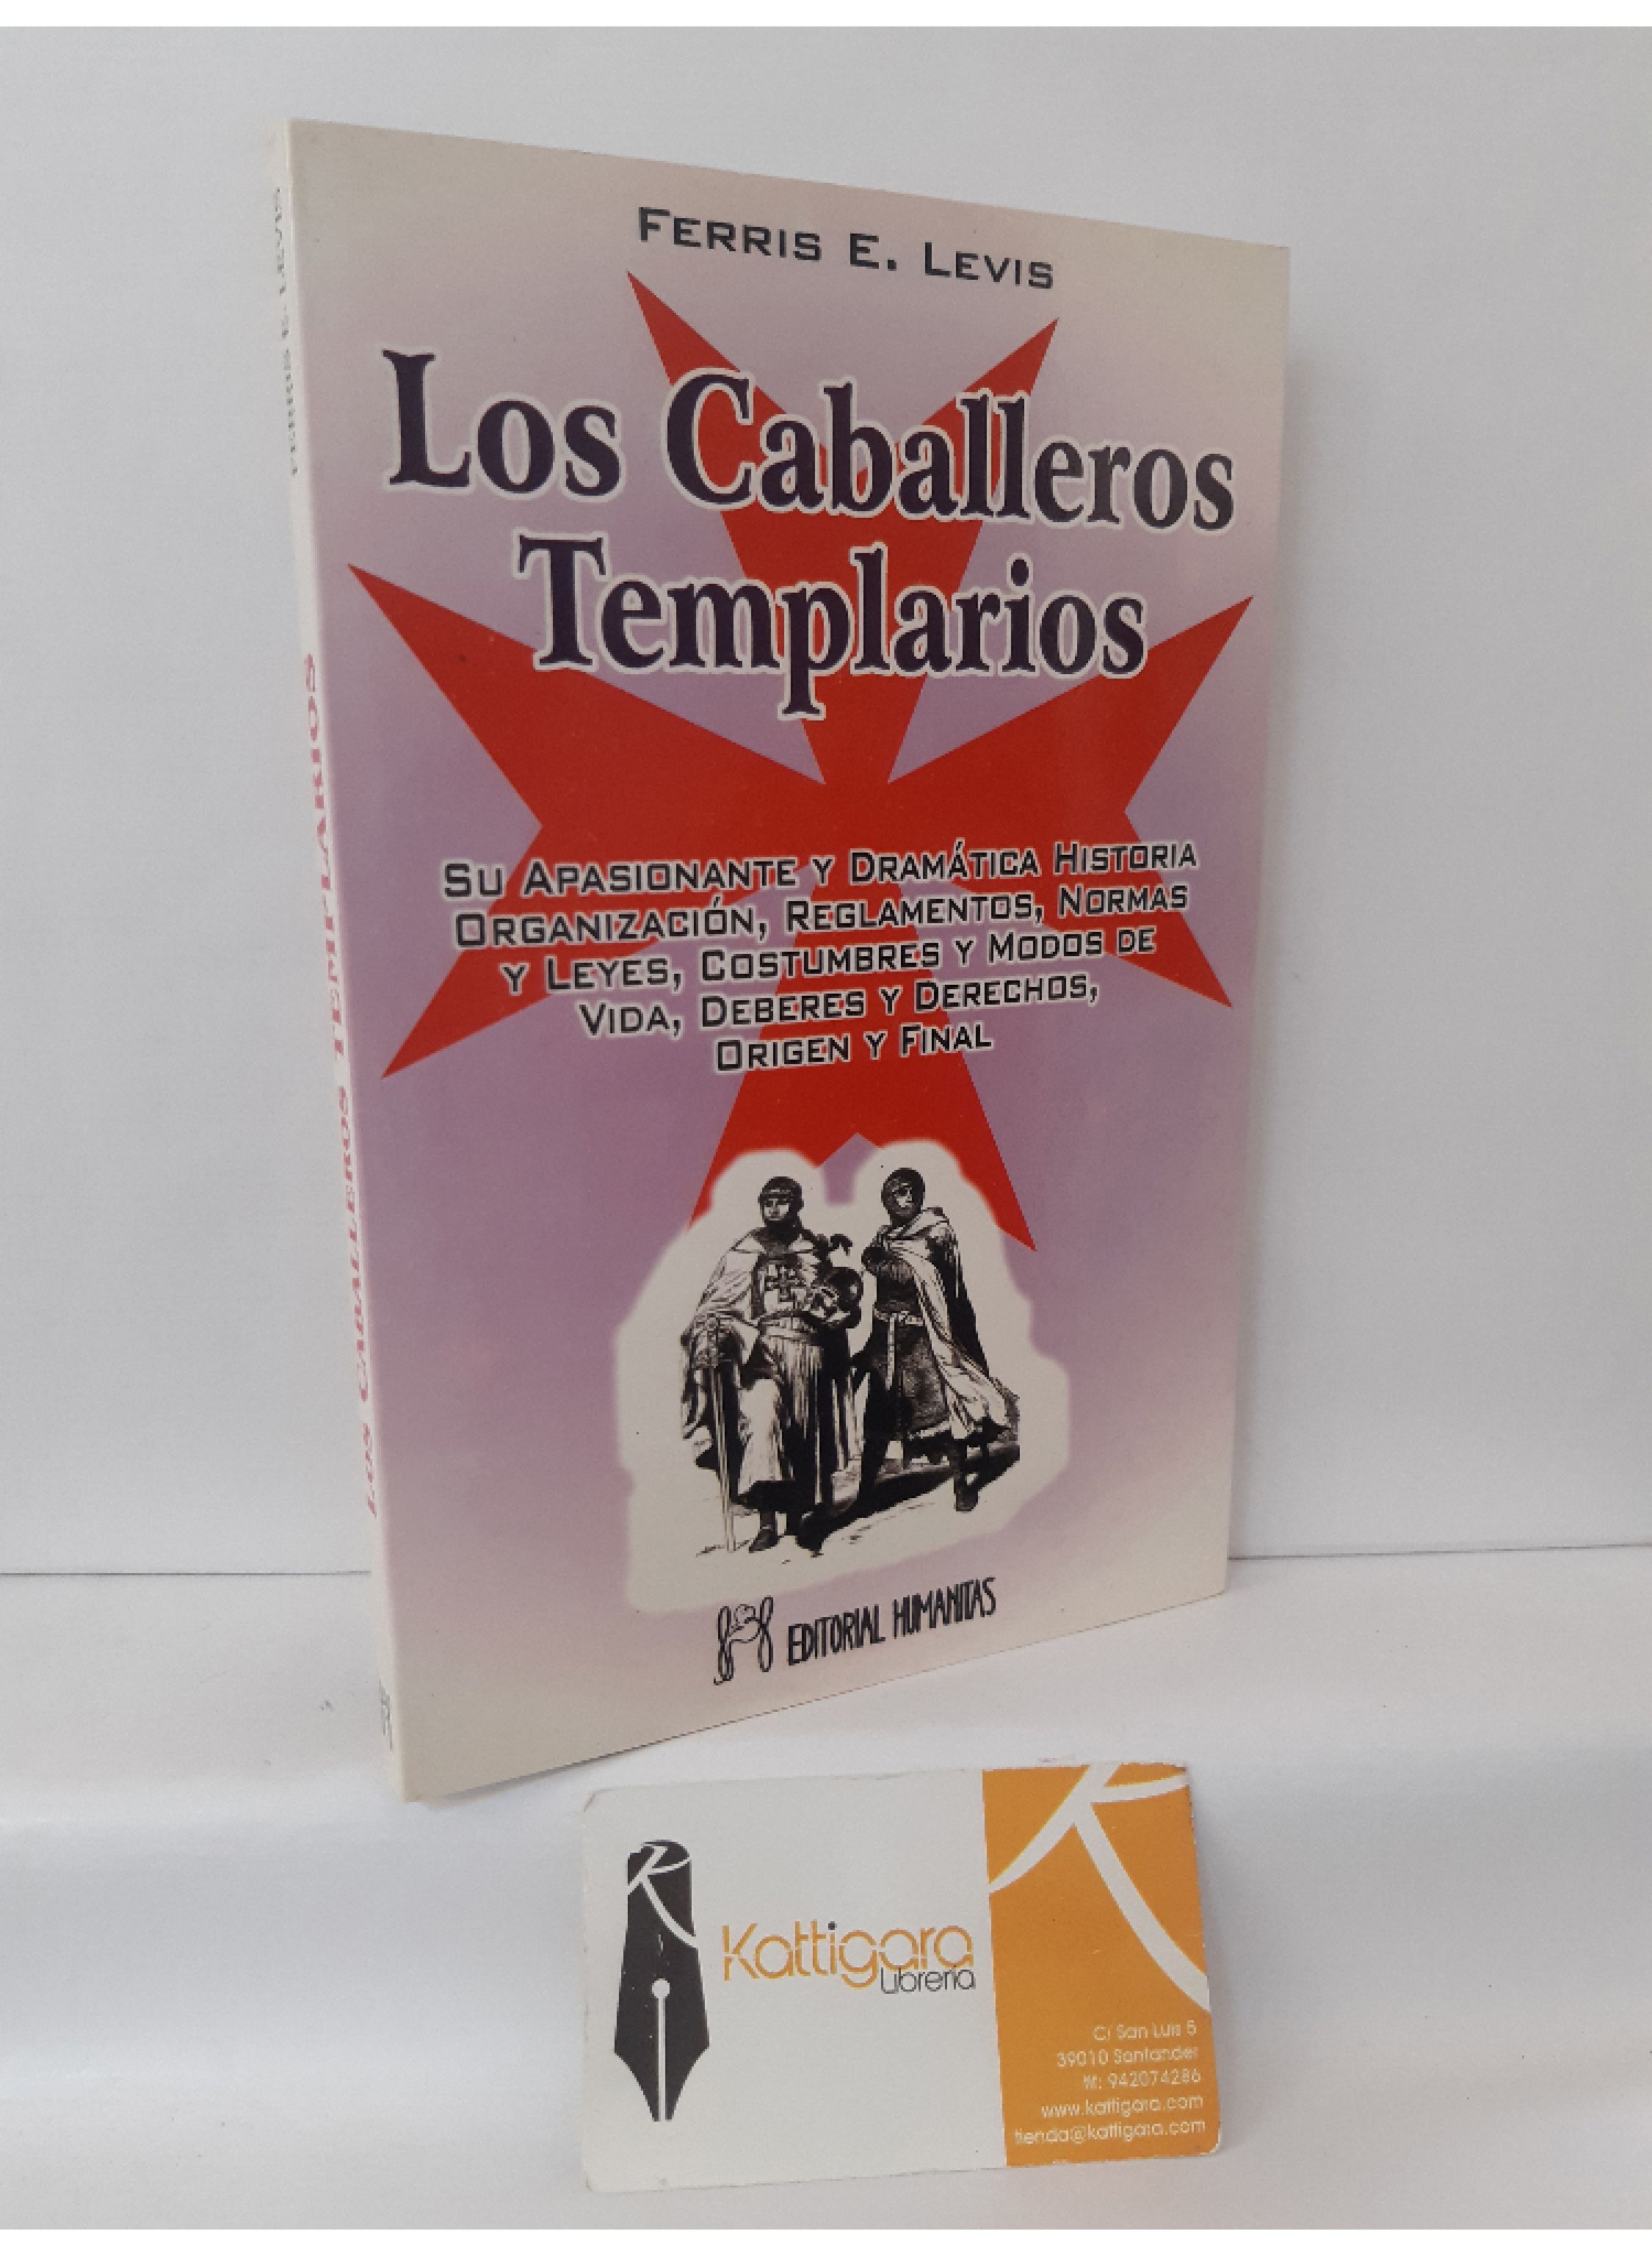 FERRIS E. LEVIS
Los Caballeros
Templarios
SU APASIONANTE Y DRAMÁTICA HISTORIA
ORGANIZACIÓN, REGLAMENTOS, NORMAS
Y LEYES, COSTUMBRES Y MODOS DE
VIDA, DEBERES Y DERECHOS,
ORIGEN Y FINAL
EDITORIAL HUMANITAS
FERRIS E. LEVIS
LOS CABALLEROS TEMPLARIOS
K
Kattigara
Librería
K
C/ San Luis 5
39010 Santander
tlf: 942074286
www.kattigara.com
tienda@kattigara.com